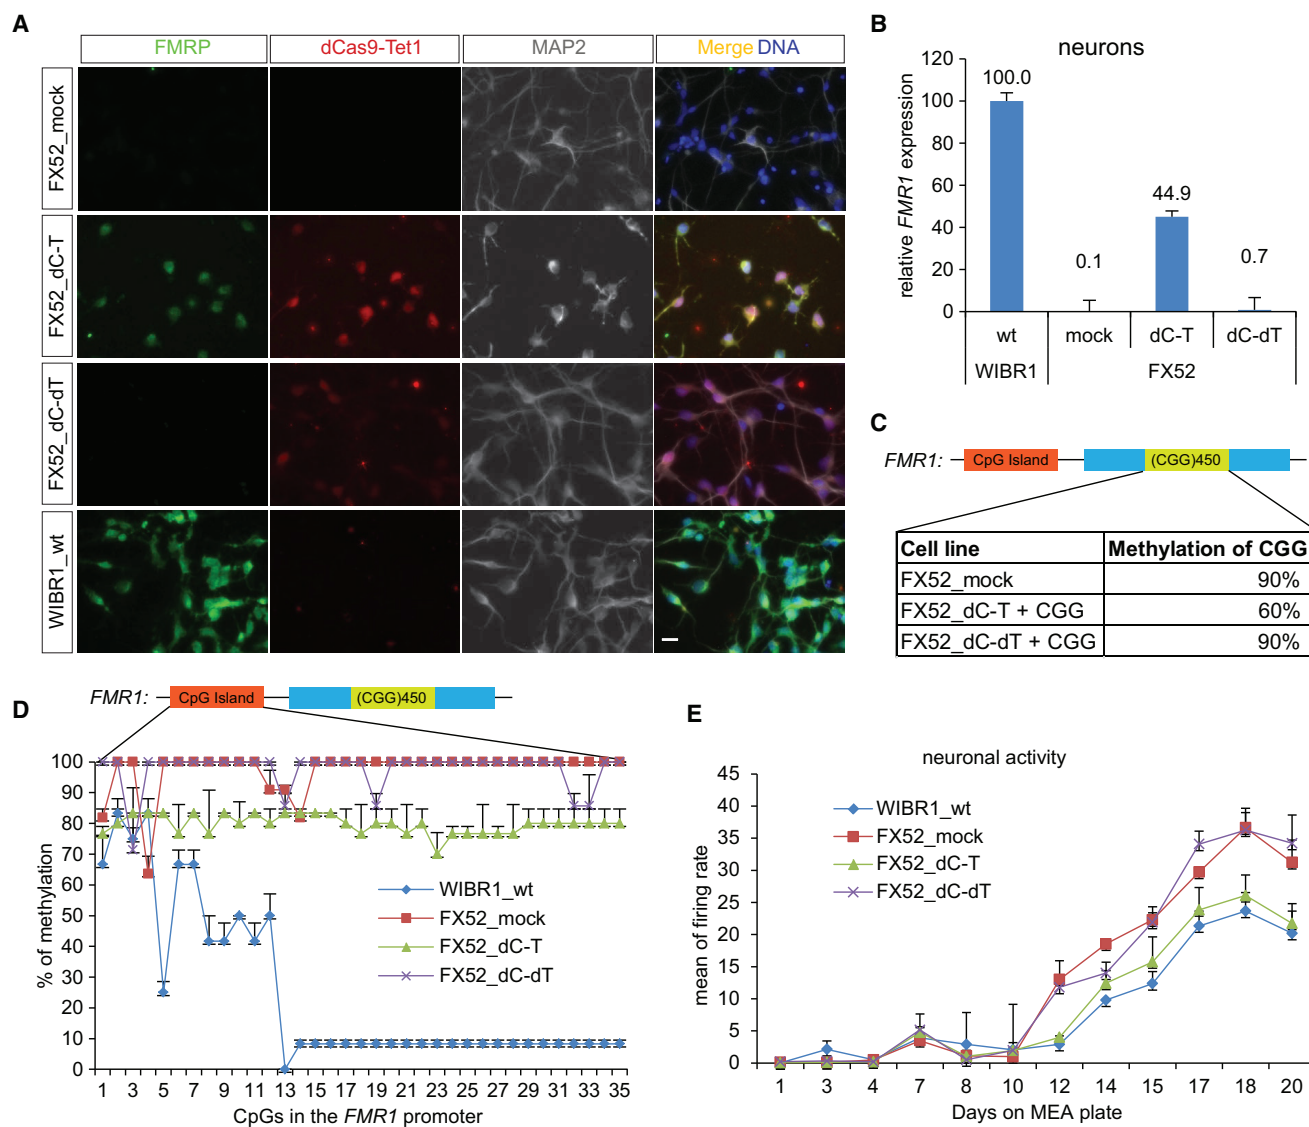 A
FMRP
dCas9-Tet1
MAP2
Merge DNA
FX52_mock
FX52_dC-T
FX52_dC-dT
WIBR1_wt
B
neurons
relative FMR1 expression
120
100
80
60
40
20
0
100.0
0.1
44.9
0.7
wt
mock
dC-T
dC-dT
WIBR1
FX52
C
FMR1:
CpG Island
(CGG)450
Cell line
Methylation of CGG
FX52_mock
90%
FX52_dC-T + CGG
60%
FX52_dC-dT + CGG
90%
D
FMR1:
CpG Island
(CGG)450
% of methylation
100
90
80
70
60
50
40
30
20
10
0
WIBR1_wt
FX52_mock
FX52_dC-T
FX52_dC-dT
1 3 5 7 9 11 13 15 17 19 21 23 25 27 29 31 33 35
CpGs in the FMR1 promoter
E
neuronal activity
mean of firing rate
45
40
35
30
25
20
15
10
5
0
WIBR1_wt
FX52_mock
FX52_dC-T
FX52_dC-dT
1 3 4 7 8 10 12 14 15 17 18 20
Days on MEA plate